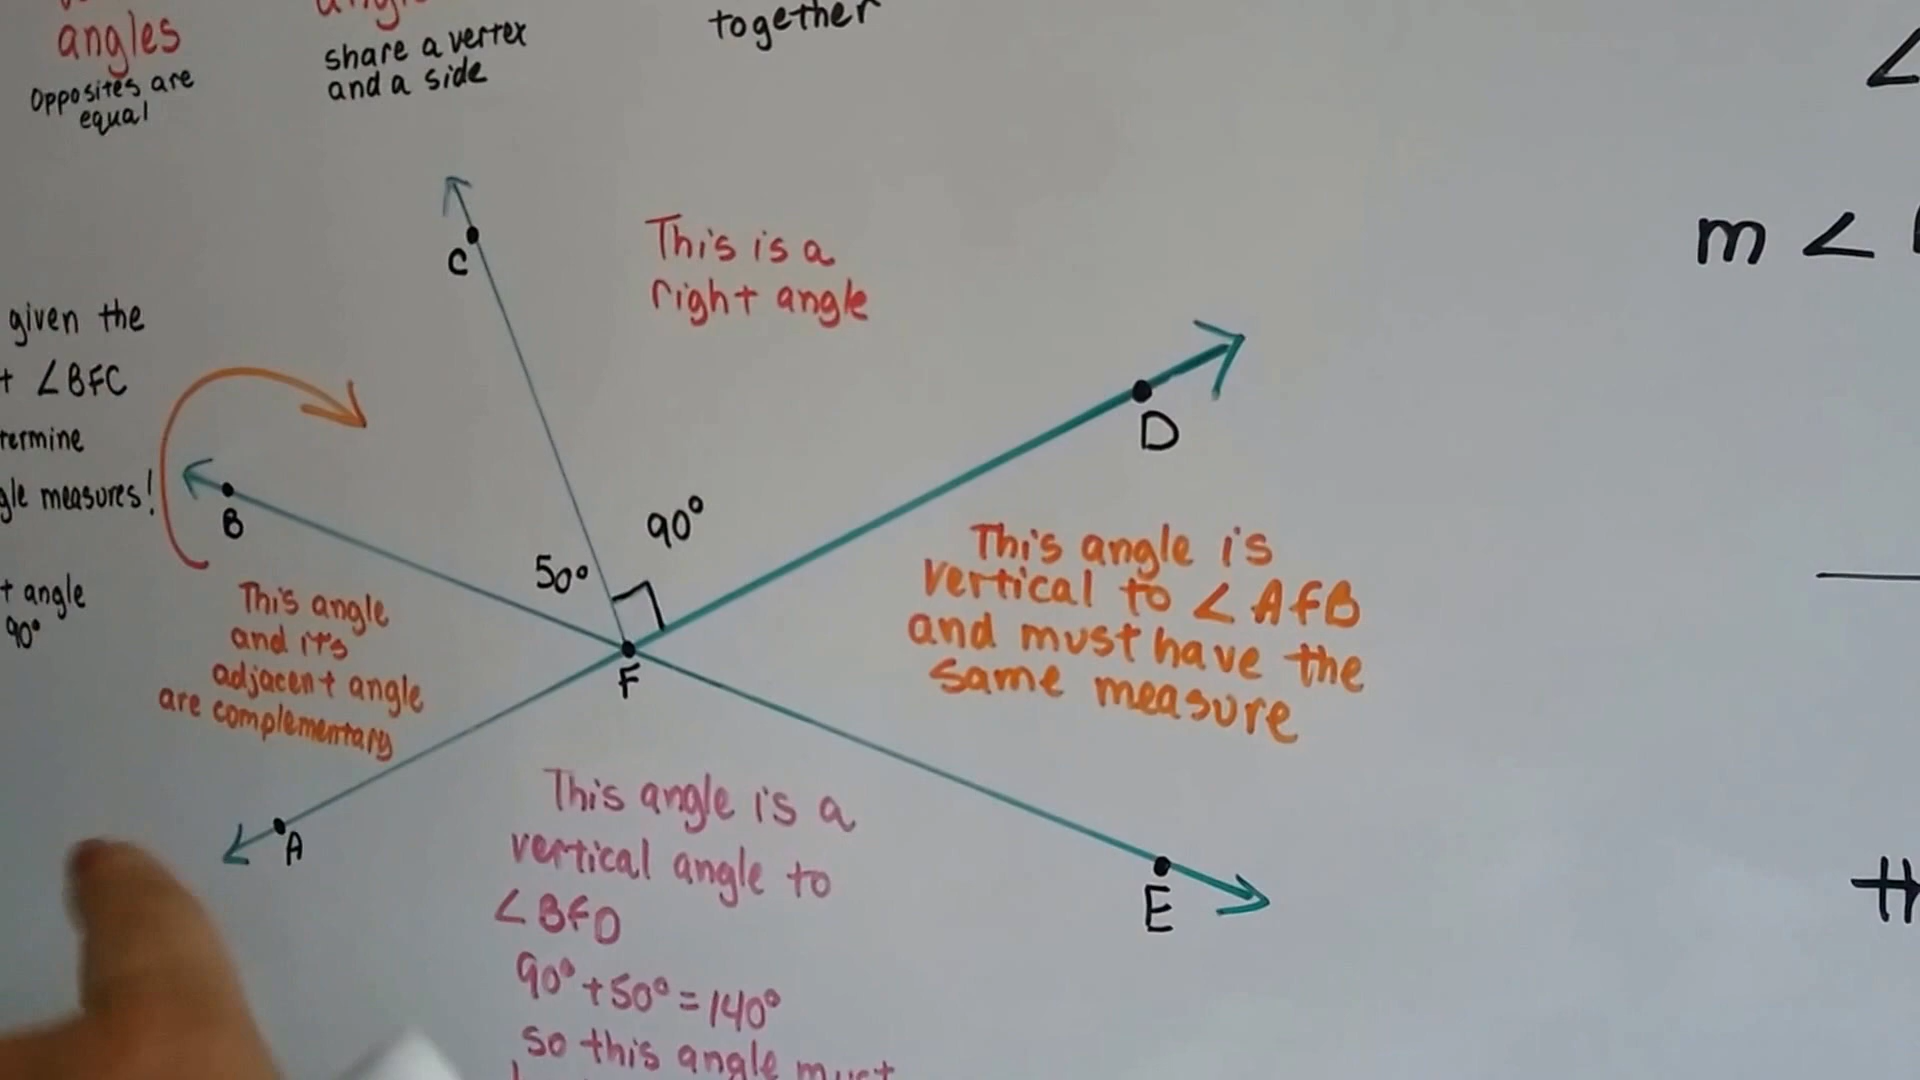 angles
Opposites are
equal
share a vertex
and a side
together
given the
∠BFC
gle measures!
angle
90°
C
This is a
right angle
m ∠
D
B
50°
90°
F
This angle
and it's
adjacent angle
are complementary
This angle is
vertical to ∠AFB
and must have the
same measure
A
E
This angle is a
vertical angle to
∠BFD
90° + 50° = 140°
so this angle must